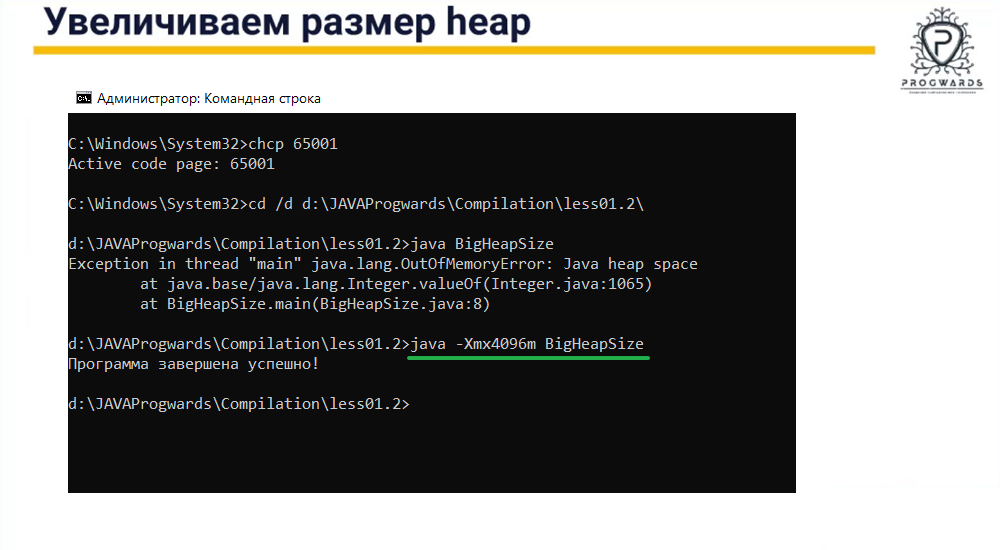 Увеличиваем размер heap
PROGWARDS
Администратор: Командная строка
C:\Windows\System32>chcp 65001
Active code page: 65001
C:\Windows\System32>cd /d d:\JAVAProgwards\Compilation\less01.2\
d:\JAVAProgwards\Compilation\less01.2>java BigHeapSize
Exception in thread "main" java.lang.OutOfMemoryError: Java heap space
at java.base/java.lang.Integer.valueOf(Integer.java:1065)
at BigHeapSize.main(BigHeapSize.java:8)
d:\JAVAProgwards\Compilation\less01.2>java -Xmx4096m BigHeapSize
Программа завершена успешно!
d:\JAVAProgwards\Compilation\less01.2>